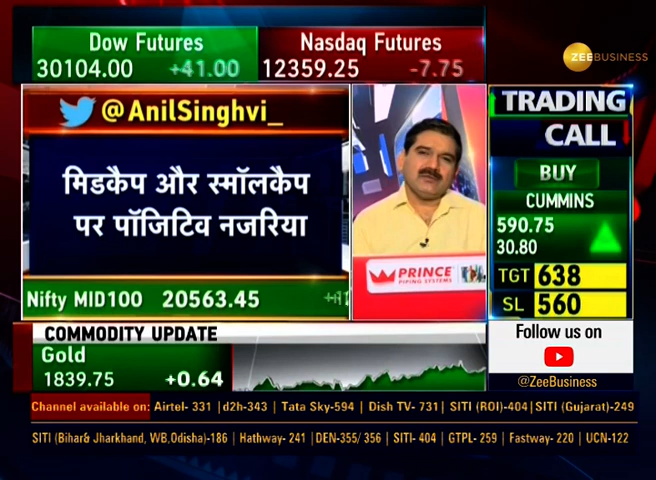 Dow Futures
30104.00 +41.00
Nasdaq Futures
12359.25 -7.75
ZEEBUSINESS
@AnilSinghvi_
मिडकैप और स्मॉलकैप
पर पॉजिटिव नजरिया
Nifty MID100 20563.45
PRINCE
PIPING SYSTEMS
TRADING
CALL
BUY
CUMMINS
590.75
30.80
TGT 638
SL 560
COMMODITY UPDATE
Gold
1839.75 +0.64
Follow us on
@ZeeBusiness
Channel available on: Airtel- 331 | d2h-343 | Tata Sky-594 | Dish TV- 731 | SITI (ROI)-404 | SITI (Gujarat)-249
SITI (Bihar& Jharkhand, WB,Odisha)-186 | Hathway- 241 | DEN-355/ 356 | SITI- 404 | GTPL- 259 | Fastway- 220 | UCN-122